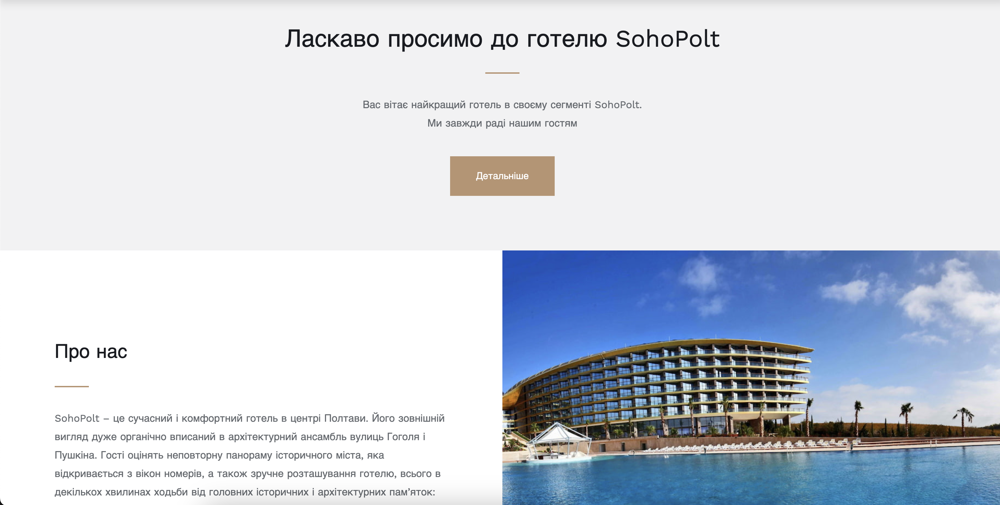 Ласкаво просимо до готелю SohoPolt
Вас вітає найкращий готель в своєму сегменті SohoPolt.
Ми завжди раді нашим гостям
Детальніше
Про нас
SohoPolt – це сучасний і комфортний готель в центрі Полтави. Його зовнішній
вигляд дуже органічно вписаний в архітектурний ансамбль вулиць Гоголя і
Пушкіна. Гості оцінять неповторну панораму історичного міста, яка
відкривається з вікон номерів, а також зручне розташування готелю, всього в
декількох хвилинах ходьби від головних історичних і архітектурних пам’яток: